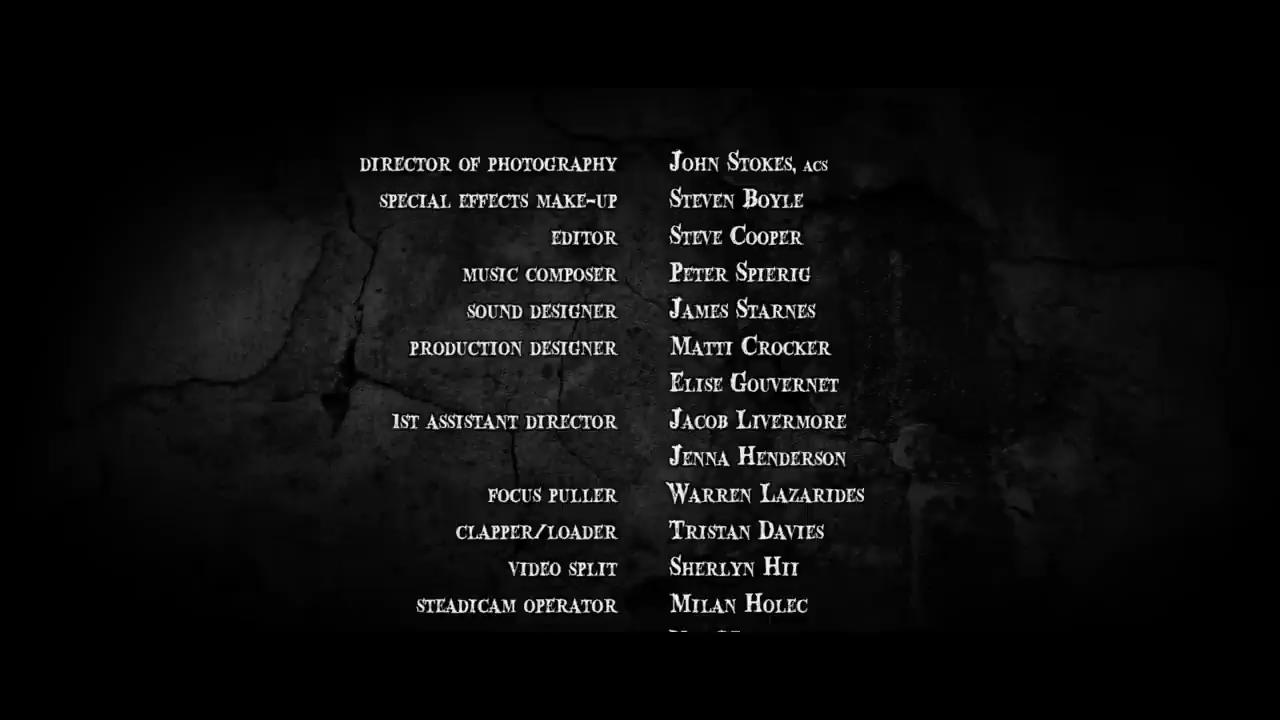 DIRECTOR OF PHOTOGRAPHY JOHN STOKES, ACS
SPECIAL EFFECTS MAKE-UP STEVEN BOYLE
EDITOR STEVE COOPER
MUSIC COMPOSER PETER SPIERIG
SOUND DESIGNER JAMES STARNES
PRODUCTION DESIGNER MATTI CROCKER
ELISE GOUVERNET
1ST ASSISTANT DIRECTOR JACOB LIVERMORE
JENNA HENDERSON
FOCUS PULLER WARREN LAZARIDES
CLAPPER/LOADER TRISTAN DAVIES
VIDEO SPLIT SHERLYN HII
STEADICAM OPERATOR MILAN HOLEC